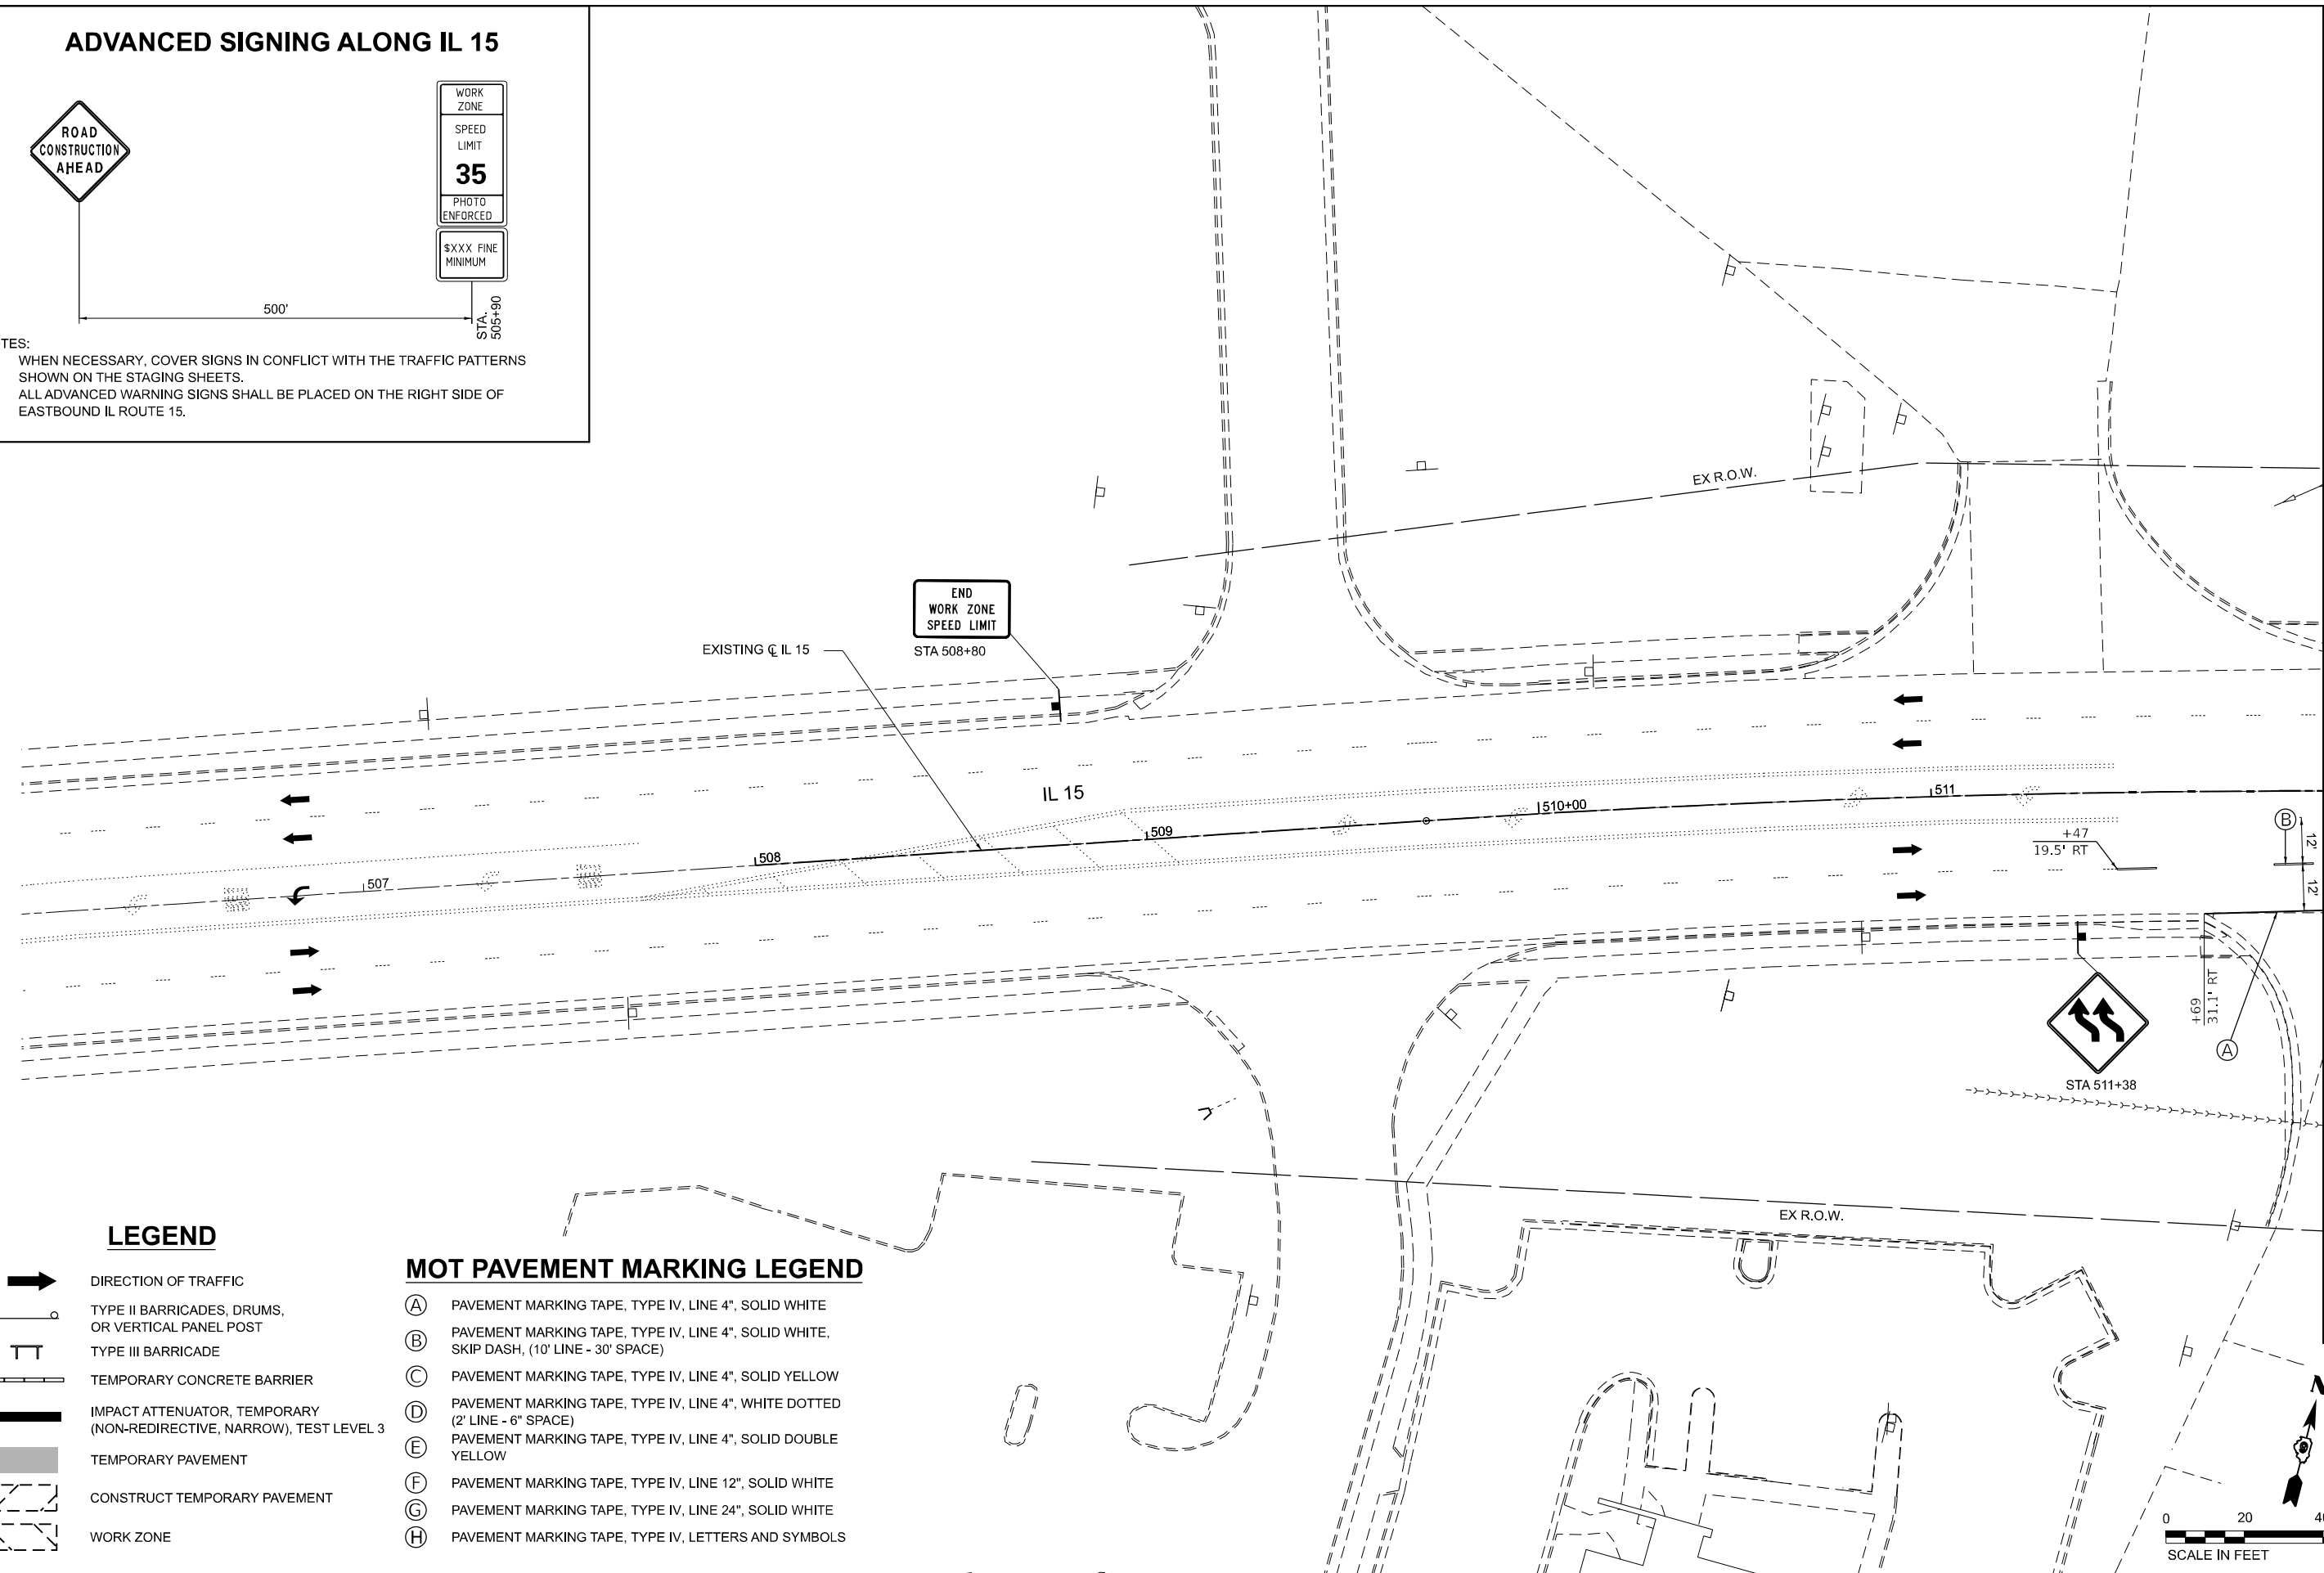 ADVANCED SIGNING ALONG IL 15
ROAD
CONSTRUCTION
AHEAD
WORK
ZONE
SPEED
LIMIT
35
PHOTO
ENFORCED
$XXX FINE
MINIMUM
500'
STA.
505+90
TES:
WHEN NECESSARY, COVER SIGNS IN CONFLICT WITH THE TRAFFIC PATTERNS
SHOWN ON THE STAGING SHEETS.
ALL ADVANCED WARNING SIGNS SHALL BE PLACED ON THE RIGHT SIDE OF
EASTBOUND IL ROUTE 15.
EX R.O.W.
END
WORK ZONE
SPEED LIMIT
STA 508+80
EXISTING ℄ IL 15
IL 15
507
508
509
510+00
511
+47
19.5' RT
B
12'
12'
+69
31.1' RT
A
STA 511+38
EX R.O.W.
LEGEND
DIRECTION OF TRAFFIC
TYPE II BARRICADES, DRUMS,
OR VERTICAL PANEL POST
TYPE III BARRICADE
TEMPORARY CONCRETE BARRIER
IMPACT ATTENUATOR, TEMPORARY
(NON-REDIRECTIVE, NARROW), TEST LEVEL 3
TEMPORARY PAVEMENT
CONSTRUCT TEMPORARY PAVEMENT
WORK ZONE
MOT PAVEMENT MARKING LEGEND
A PAVEMENT MARKING TAPE, TYPE IV, LINE 4", SOLID WHITE
B PAVEMENT MARKING TAPE, TYPE IV, LINE 4", SOLID WHITE,
SKIP DASH, (10' LINE - 30' SPACE)
C PAVEMENT MARKING TAPE, TYPE IV, LINE 4", SOLID YELLOW
D PAVEMENT MARKING TAPE, TYPE IV, LINE 4", WHITE DOTTED
(2' LINE - 6" SPACE)
E PAVEMENT MARKING TAPE, TYPE IV, LINE 4", SOLID DOUBLE
YELLOW
F PAVEMENT MARKING TAPE, TYPE IV, LINE 12", SOLID WHITE
G PAVEMENT MARKING TAPE, TYPE IV, LINE 24", SOLID WHITE
H PAVEMENT MARKING TAPE, TYPE IV, LETTERS AND SYMBOLS
0 20
SCALE IN FEET